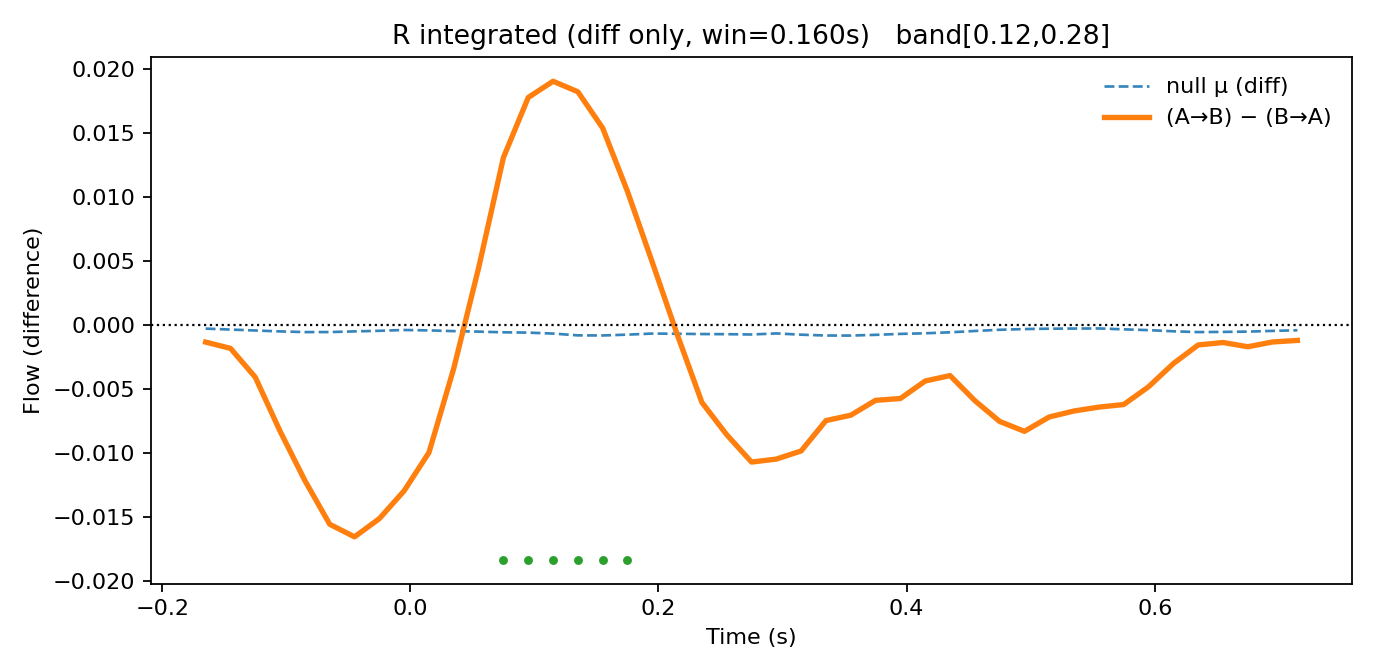 R integrated (diff only, win=0.160s)   band[0.12,0.28]
null μ (diff)
(A→B) − (B→A)
Flow (difference)
0.020
0.015
0.010
0.005
0.000
−0.005
−0.010
−0.015
−0.020
−0.2
0.0
0.2
0.4
0.6
Time (s)